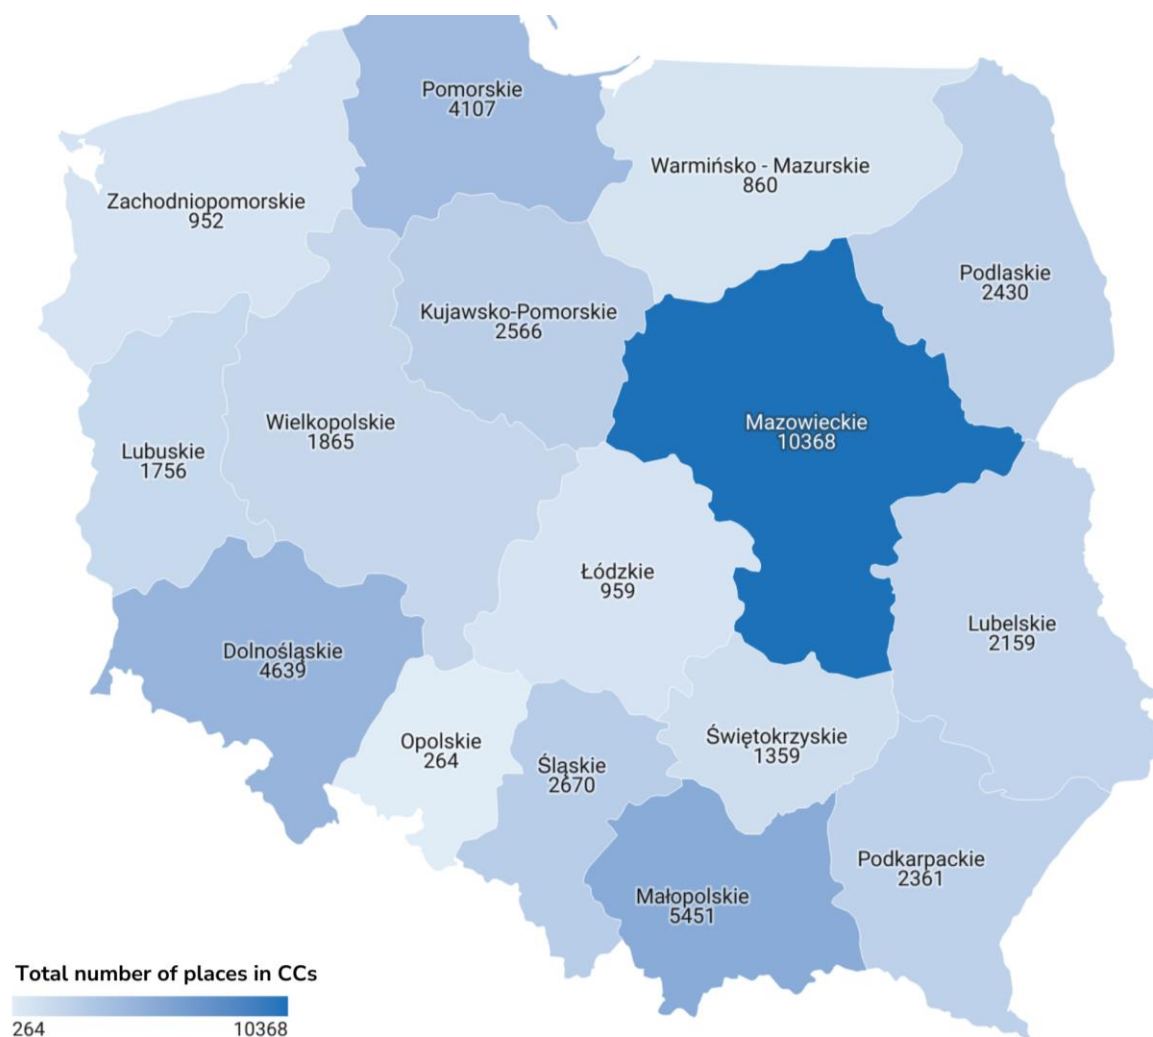 Pomorskie
4107
Warmińsko - Mazurskie
860
Zachodniopomorskie
952
Podlaskie
2430
Kujawsko-Pomorskie
2566
Mazowieckie
10368
Wielkopolskie
1865
Lubuskie
1756
Łódzkie
959
Lubelskie
2159
Dolnośląskie
4639
Opolskie
264
Śląskie
2670
Świętokrzyskie
1359
Podkarpackie
2361
Małopolskie
5451
Total number of places in CCs
264 10368